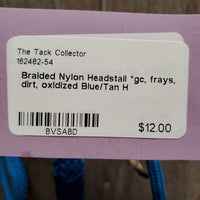 The Tack Collector
162482-54
Braided Nylon Headstall *gc, frays,
dirt, oxidized Blue/Tan H
BVSABD
$12.00